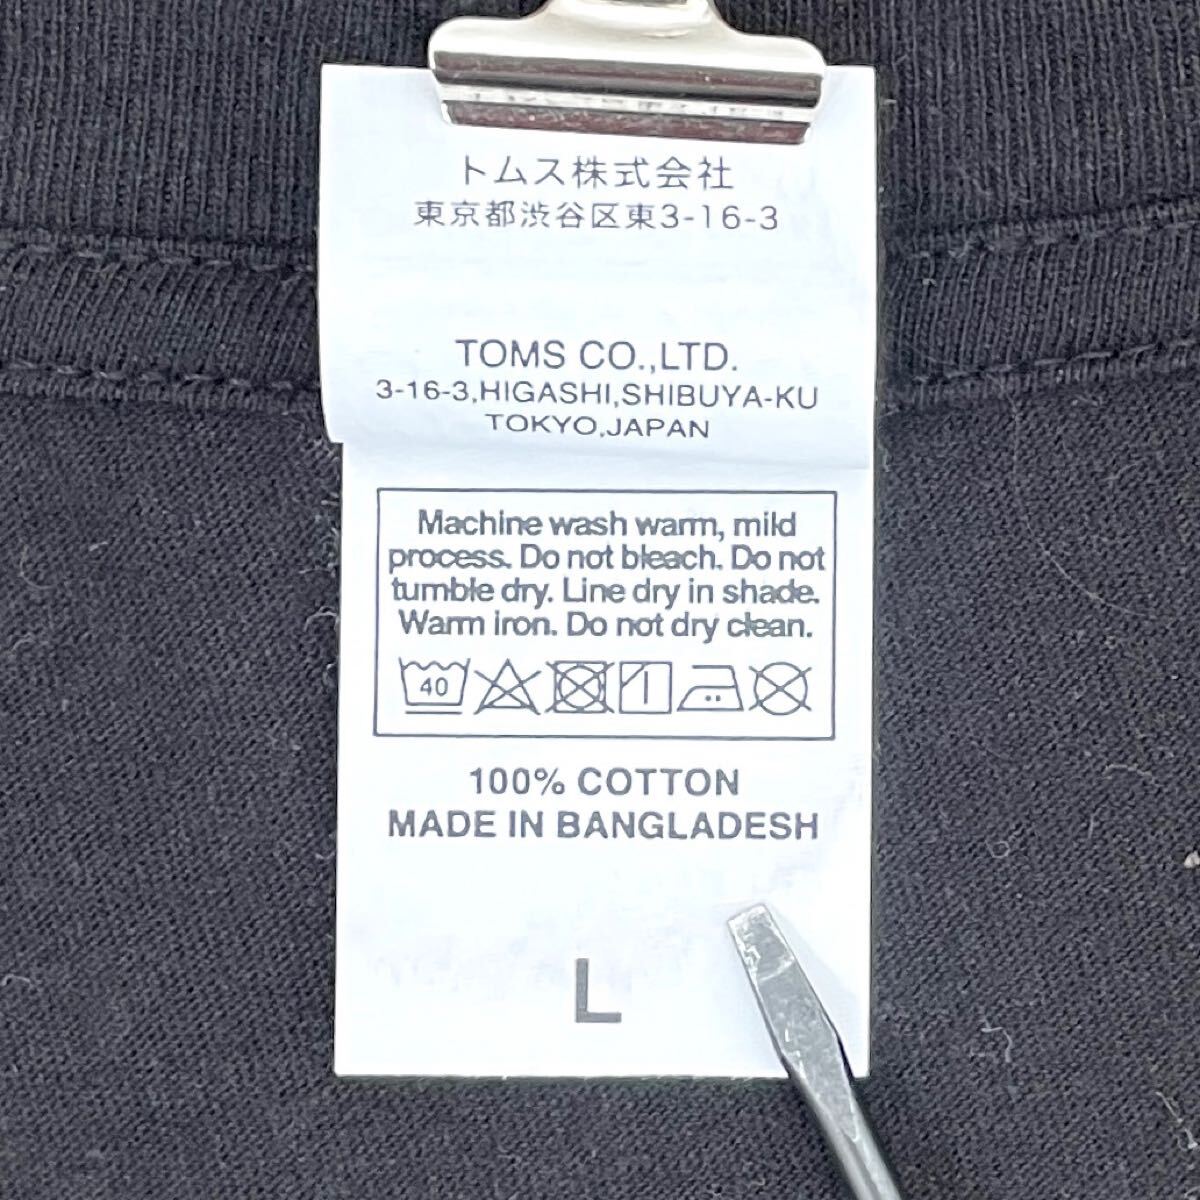 トムス株式会社
東京都渋谷区東3-16-3
TOMS CO.,LTD.
3-16-3,HIGASHI,SHIBUYA-KU
TOKYO,JAPAN
Machine wash warm, mild
process. Do not bleach. Do not
tumble dry. Line dry in shade.
Warm iron. Do not dry clean.
40
100% COTTON
MADE IN BANGLADESH
L